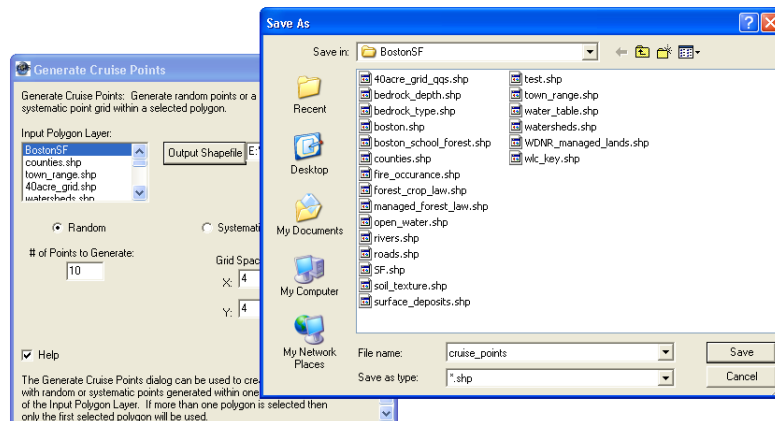 Save As
Save in:
BostonSF
Recent
Desktop
My Documents
My Computer
My Network
Places
40acre_grid_qqs.shp
bedrock_depth.shp
bedrock_type.shp
boston.shp
boston_school_forest.shp
counties.shp
fire_occurance.shp
forest_crop_law.shp
managed_forest_law.shp
open_water.shp
rivers.shp
roads.shp
SF.shp
soil_texture.shp
surface_deposits.shp
test.shp
town_range.shp
water_table.shp
watersheds.shp
WDNR_managed_lands.shp
wlc_key.shp
File name:
cruise_points
Save
Save as type:
*.shp
Cancel
Generate Cruise Points
Generate Cruise Points: Generate random points or a
systematic point grid within a selected polygon.
Input Polygon Layer:
BostonSF
counties.shp
town_range.shp
40acre_grid.shp
watersheds.shp
Output Shapefile
E:\
Random
Systemati
# of Points to Generate:
10
Grid Spac
X: 4
Y: 4
Help
The Generate Cruise Points dialog can be used to crea
with random or systematic points generated within one
of the Input Polygon Layer. If more than one polygon is selected then
only the first selected polygon will be used.